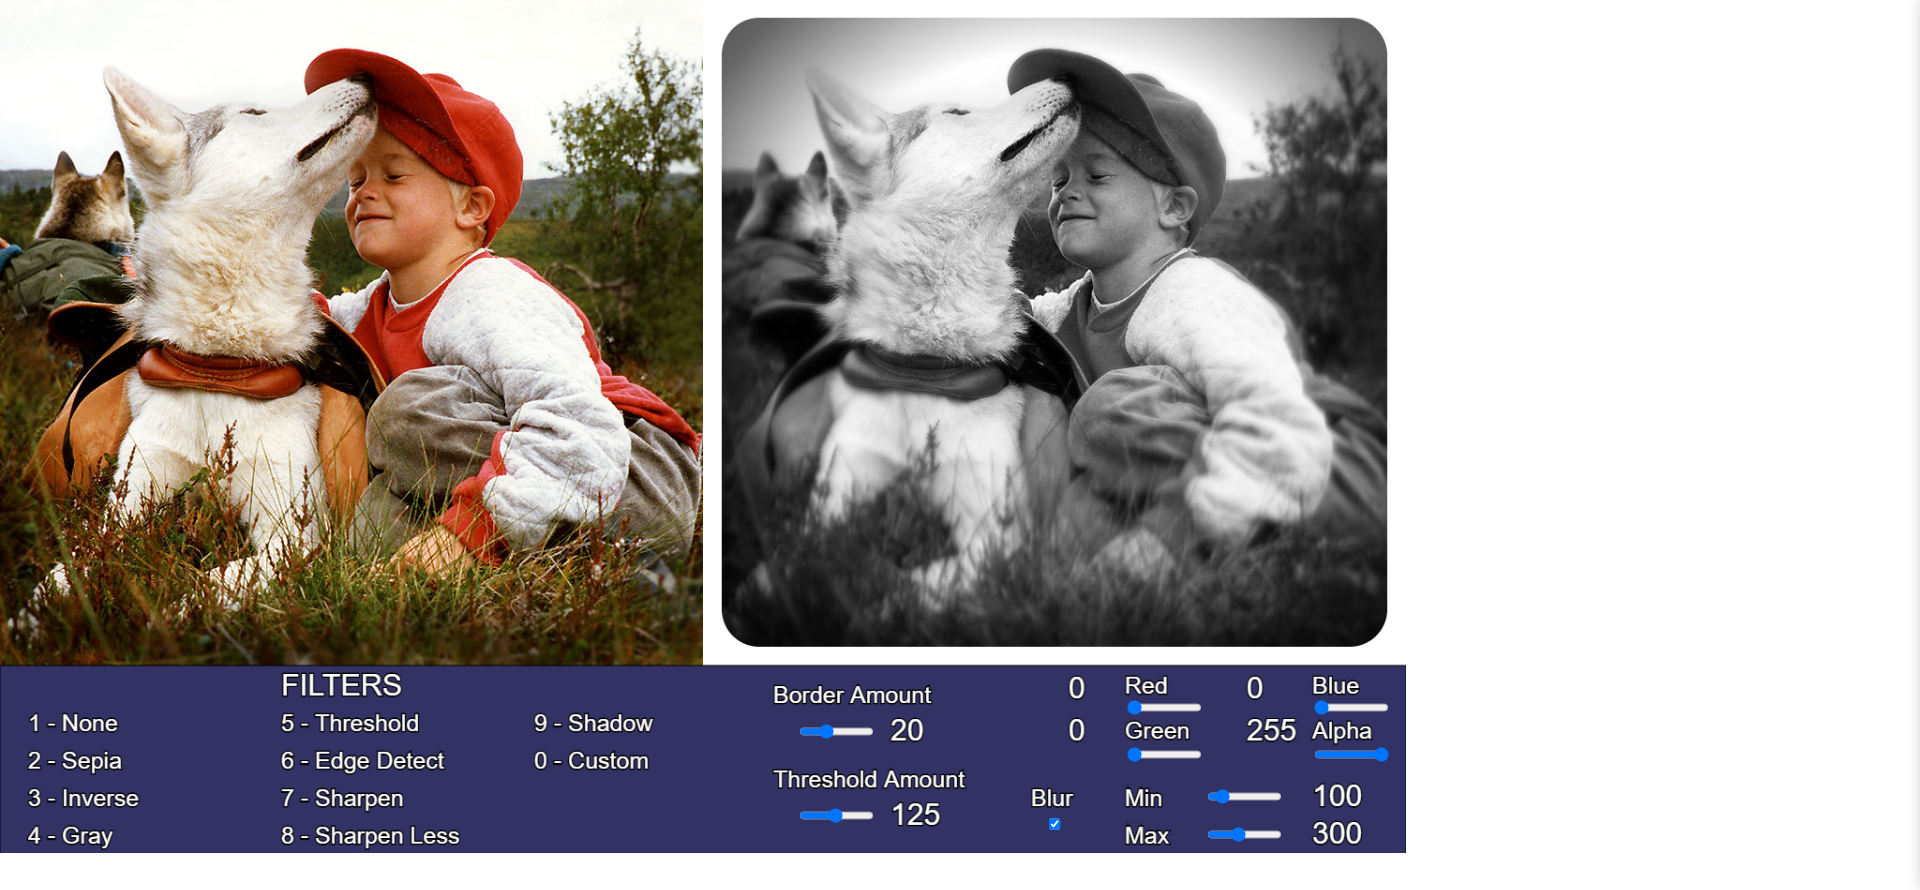 FILTERS
1 - None
2 - Sepia
3 - Inverse
4 - Gray
5 - Threshold
6 - Edge Detect
7 - Sharpen
8 - Sharpen Less
9 - Shadow
0 - Custom
Border Amount
20
Threshold Amount
125
0 Red
0 Green
0 Blue
255 Alpha
Blur
Min 100
Max 300